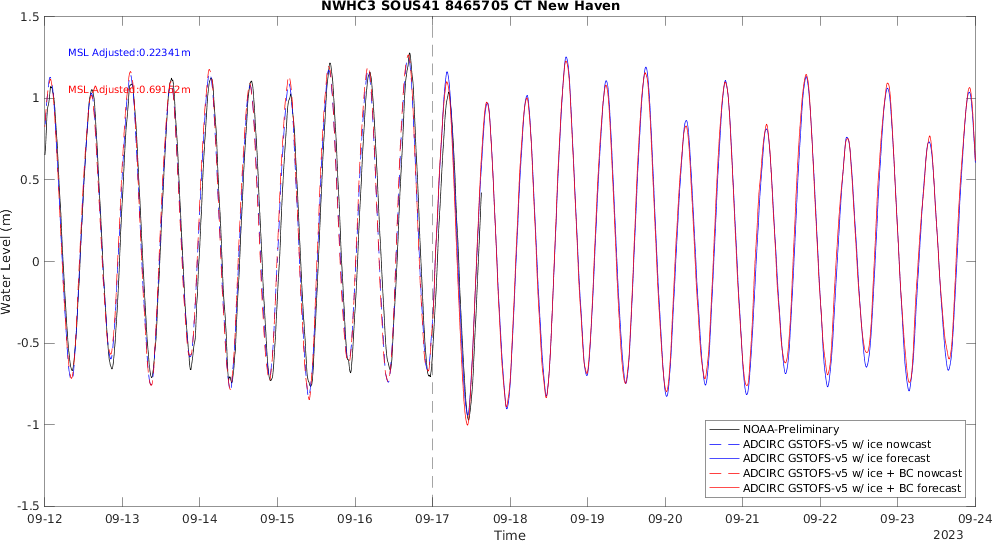 NWHC3 SOUS41 8465705 CT New Haven
MSL Adjusted:0.22341m
MSL Adjusted:0.69162m
Water Level (m)
1.5
1
0.5
0
-0.5
-1
-1.5
NOAA-Preliminary
ADCIRC GSTOFS-v5 w/ ice nowcast
ADCIRC GSTOFS-v5 w/ ice forecast
ADCIRC GSTOFS-v5 w/ ice + BC nowcast
ADCIRC GSTOFS-v5 w/ ice + BC forecast
09-12 09-13 09-14 09-15 09-16 09-17 09-18 09-19 09-20 09-21 09-22 09-23 09-24
Time
2023